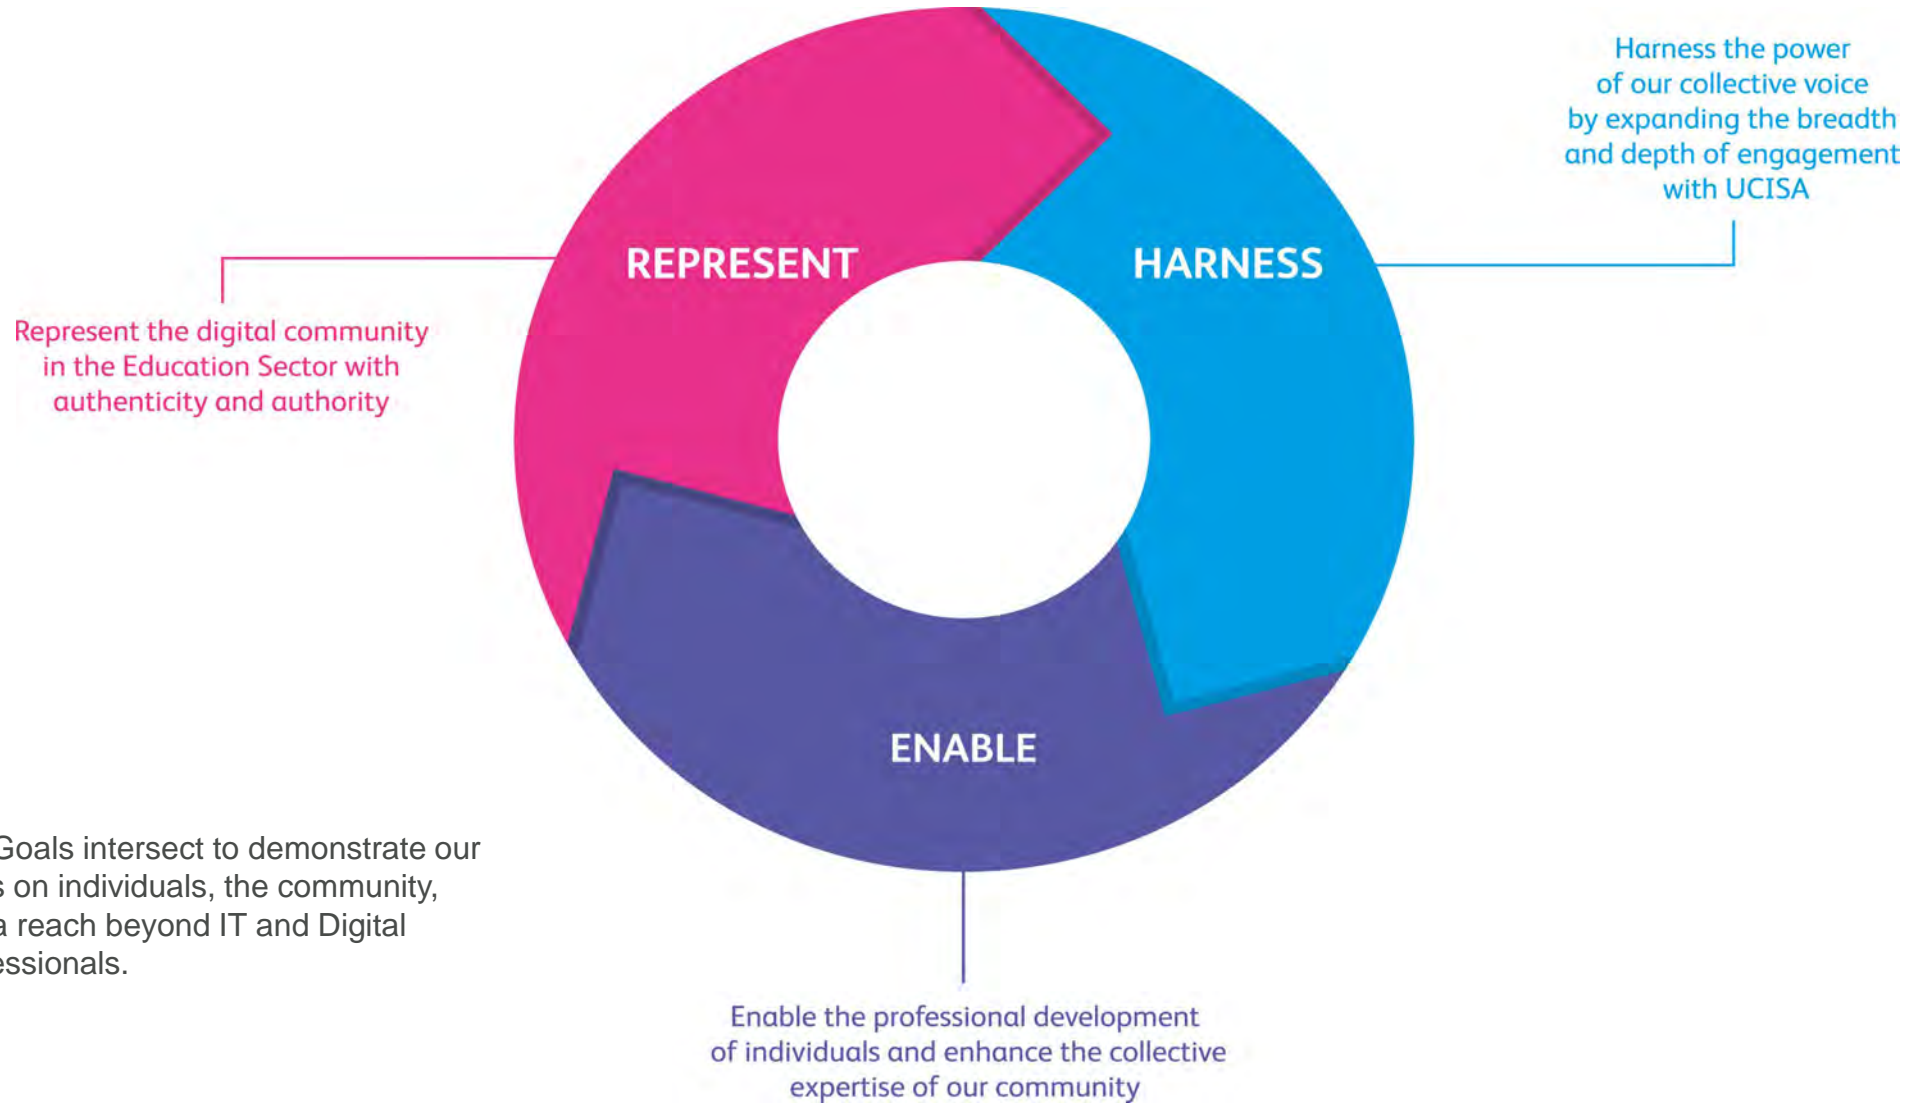 Harness the power
of our collective voice
by expanding the breadth
and depth of engagement
with UCISA
REPRESENT
HARNESS
Represent the digital community
in the Education Sector with
authenticity and authority
ENABLE
Goals intersect to demonstrate our
s on individuals, the community,
a reach beyond IT and Digital
essionals.
Enable the professional development
of individuals and enhance the collective
expertise of our community